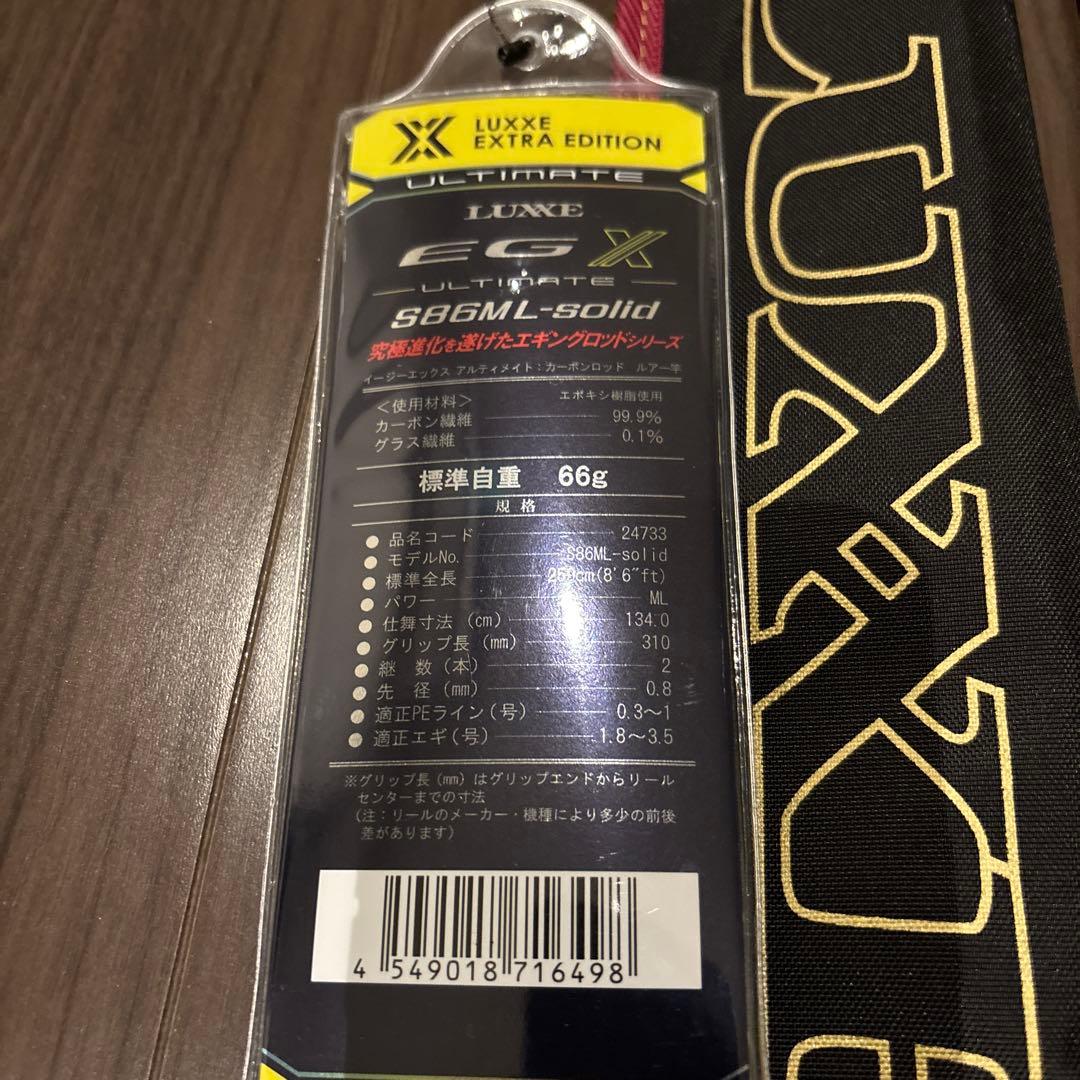 LUXXE
EXTRA EDITION
ULTIMATE
LUXXE
EG X
ULTIMATE
S86ML-solid
究極進化を遂げたエギングロッドシリーズ
イージーエックス アルティメイト：カーボンロッド ルアー竿
＜使用材料＞ エポキシ樹脂使用
カーボン繊維 99.9%
グラス繊維 0.1%
標準自重 66g
規格
● 品名コード 24733
● モデルNo. S86ML-solid
● 標準全長 259cm(8'6"ft)
● パワー ML
● 仕舞寸法 (cm) 134.0
● グリップ長 (mm) 310
● 継 数(本) 2
● 先 径(mm) 0.8
● 適正PEライン(号) 0.3～1
● 適正エギ(号) 1.8～3.5
※グリップ長(mm)はグリップエンドからリール
センターまでの寸法
(注：リールのメーカー・機種により多少の前後
差があります)
4 549018 716498
LUXXE